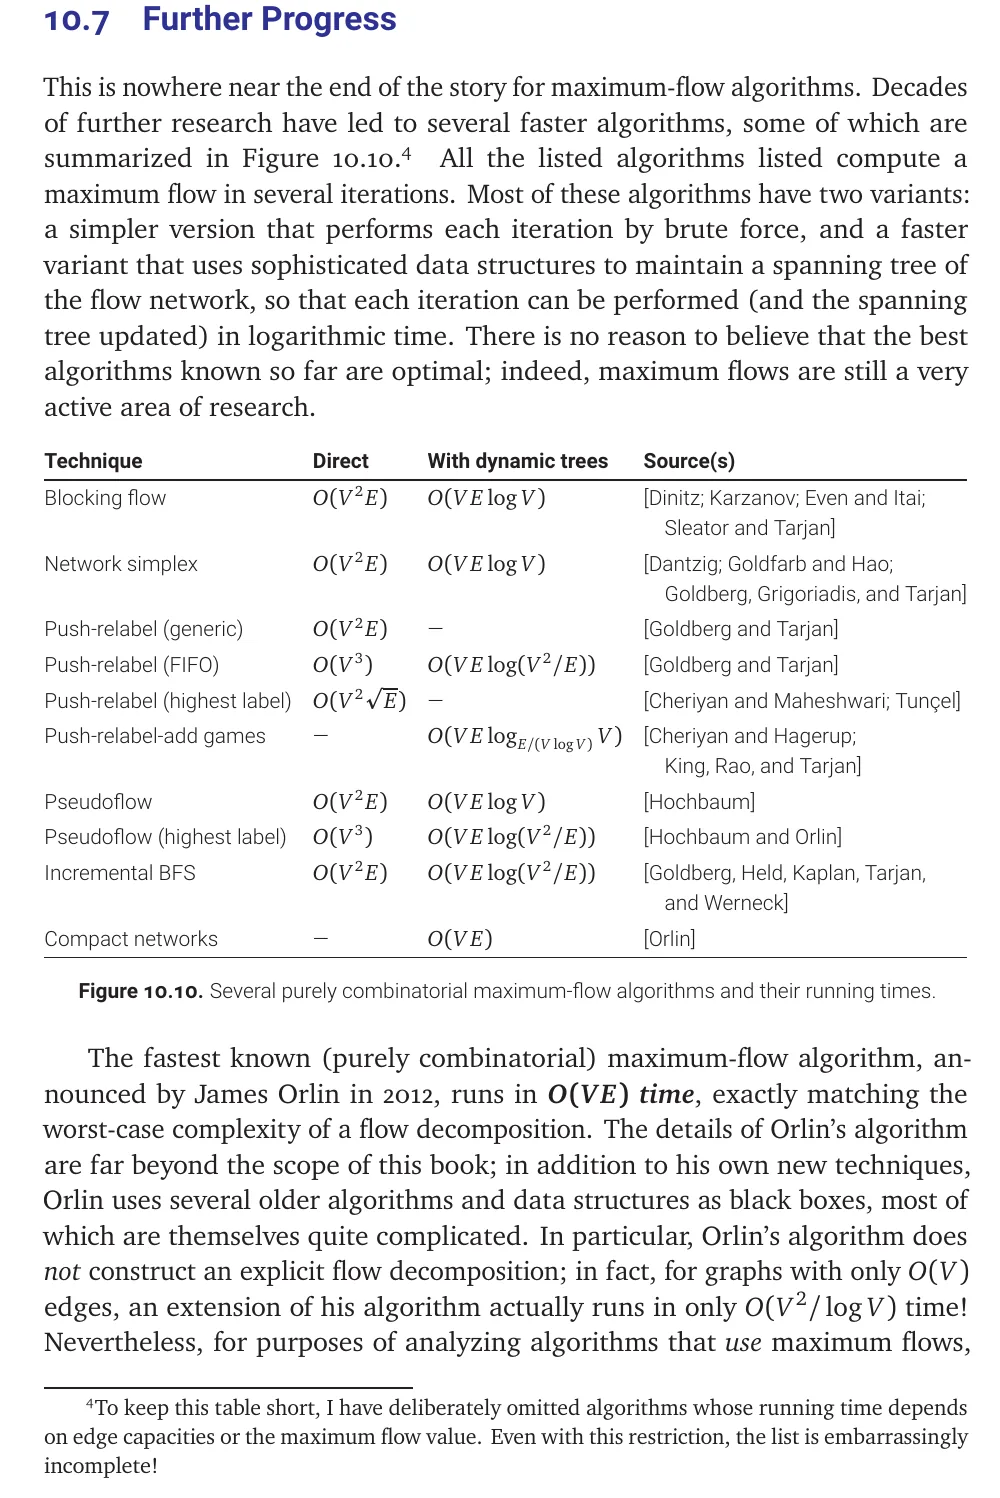 10.7 Further Progress
This is nowhere near the end of the story for maximum-flow algorithms. Decades
of further research have led to several faster algorithms, some of which are
summarized in Figure 10.10.⁴ All the listed algorithms listed compute a
maximum flow in several iterations. Most of these algorithms have two variants:
a simpler version that performs each iteration by brute force, and a faster
variant that uses sophisticated data structures to maintain a spanning tree of
the flow network, so that each iteration can be performed (and the spanning
tree updated) in logarithmic time. There is no reason to believe that the best
algorithms known so far are optimal; indeed, maximum flows are still a very
active area of research.
Technique Direct With dynamic trees Source(s)
Blocking flow O(V²E) O(VE log V) [Dinitz; Karzanov; Even and Itai;
Sleator and Tarjan]
Network simplex O(V²E) O(VE log V) [Dantzig; Goldfarb and Hao;
Goldberg, Grigoriadis, and Tarjan]
Push-relabel (generic) O(V²E) — [Goldberg and Tarjan]
Push-relabel (FIFO) O(V³) O(VE log(V²/E)) [Goldberg and Tarjan]
Push-relabel (highest label) O(V²√E) — [Cheriyan and Maheshwari; Tunçel]
Push-relabel-add games — O(VE log_{E/(V log V)} V) [Cheriyan and Hagerup;
King, Rao, and Tarjan]
Pseudoflow O(V²E) O(VE log V) [Hochbaum]
Pseudoflow (highest label) O(V³) O(VE log(V²/E)) [Hochbaum and Orlin]
Incremental BFS O(V²E) O(VE log(V²/E)) [Goldberg, Held, Kaplan, Tarjan,
and Werneck]
Compact networks — O(VE) [Orlin]
Figure 10.10. Several purely combinatorial maximum-flow algorithms and their running times.
The fastest known (purely combinatorial) maximum-flow algorithm, an-
nounced by James Orlin in 2012, runs in O(VE) time, exactly matching the
worst-case complexity of a flow decomposition. The details of Orlin's algorithm
are far beyond the scope of this book; in addition to his own new techniques,
Orlin uses several older algorithms and data structures as black boxes, most of
which are themselves quite complicated. In particular, Orlin's algorithm does
not construct an explicit flow decomposition; in fact, for graphs with only O(V)
edges, an extension of his algorithm actually runs in only O(V²/ log V) time!
Nevertheless, for purposes of analyzing algorithms that use maximum flows,
⁴To keep this table short, I have deliberately omitted algorithms whose running time depends
on edge capacities or the maximum flow value. Even with this restriction, the list is embarrassingly
incomplete!